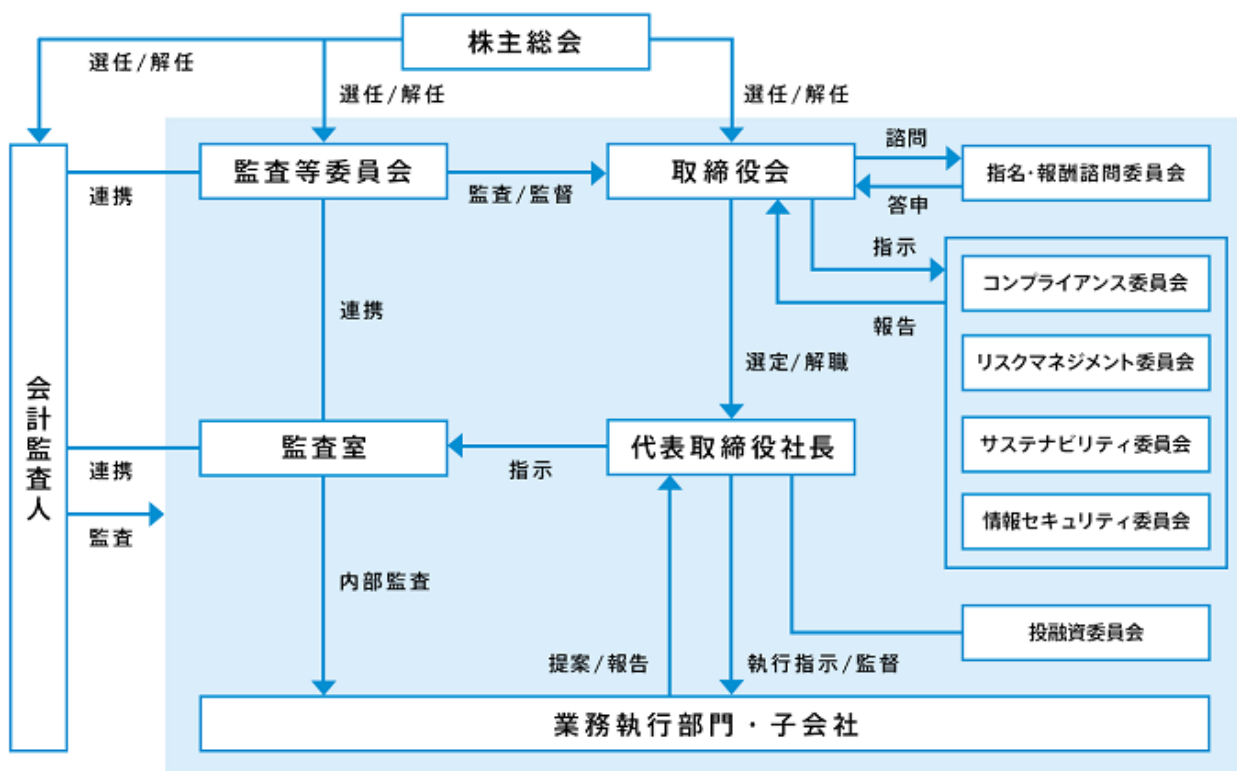 株主総会
選任/解任
選任/解任
選任/解任
監査等委員会
取締役会
諮問
指名・報酬諮問委員会
連携
監査/監督
答申
指示
コンプライアンス委員会
連携
報告
選定/解職
リスクマネジメント委員会
会計監査人
監査室
代表取締役社長
サステナビリティ委員会
連携
指示
監査
情報セキュリティ委員会
内部監査
投融資委員会
提案/報告
執行指示/監督
業務執行部門・子会社